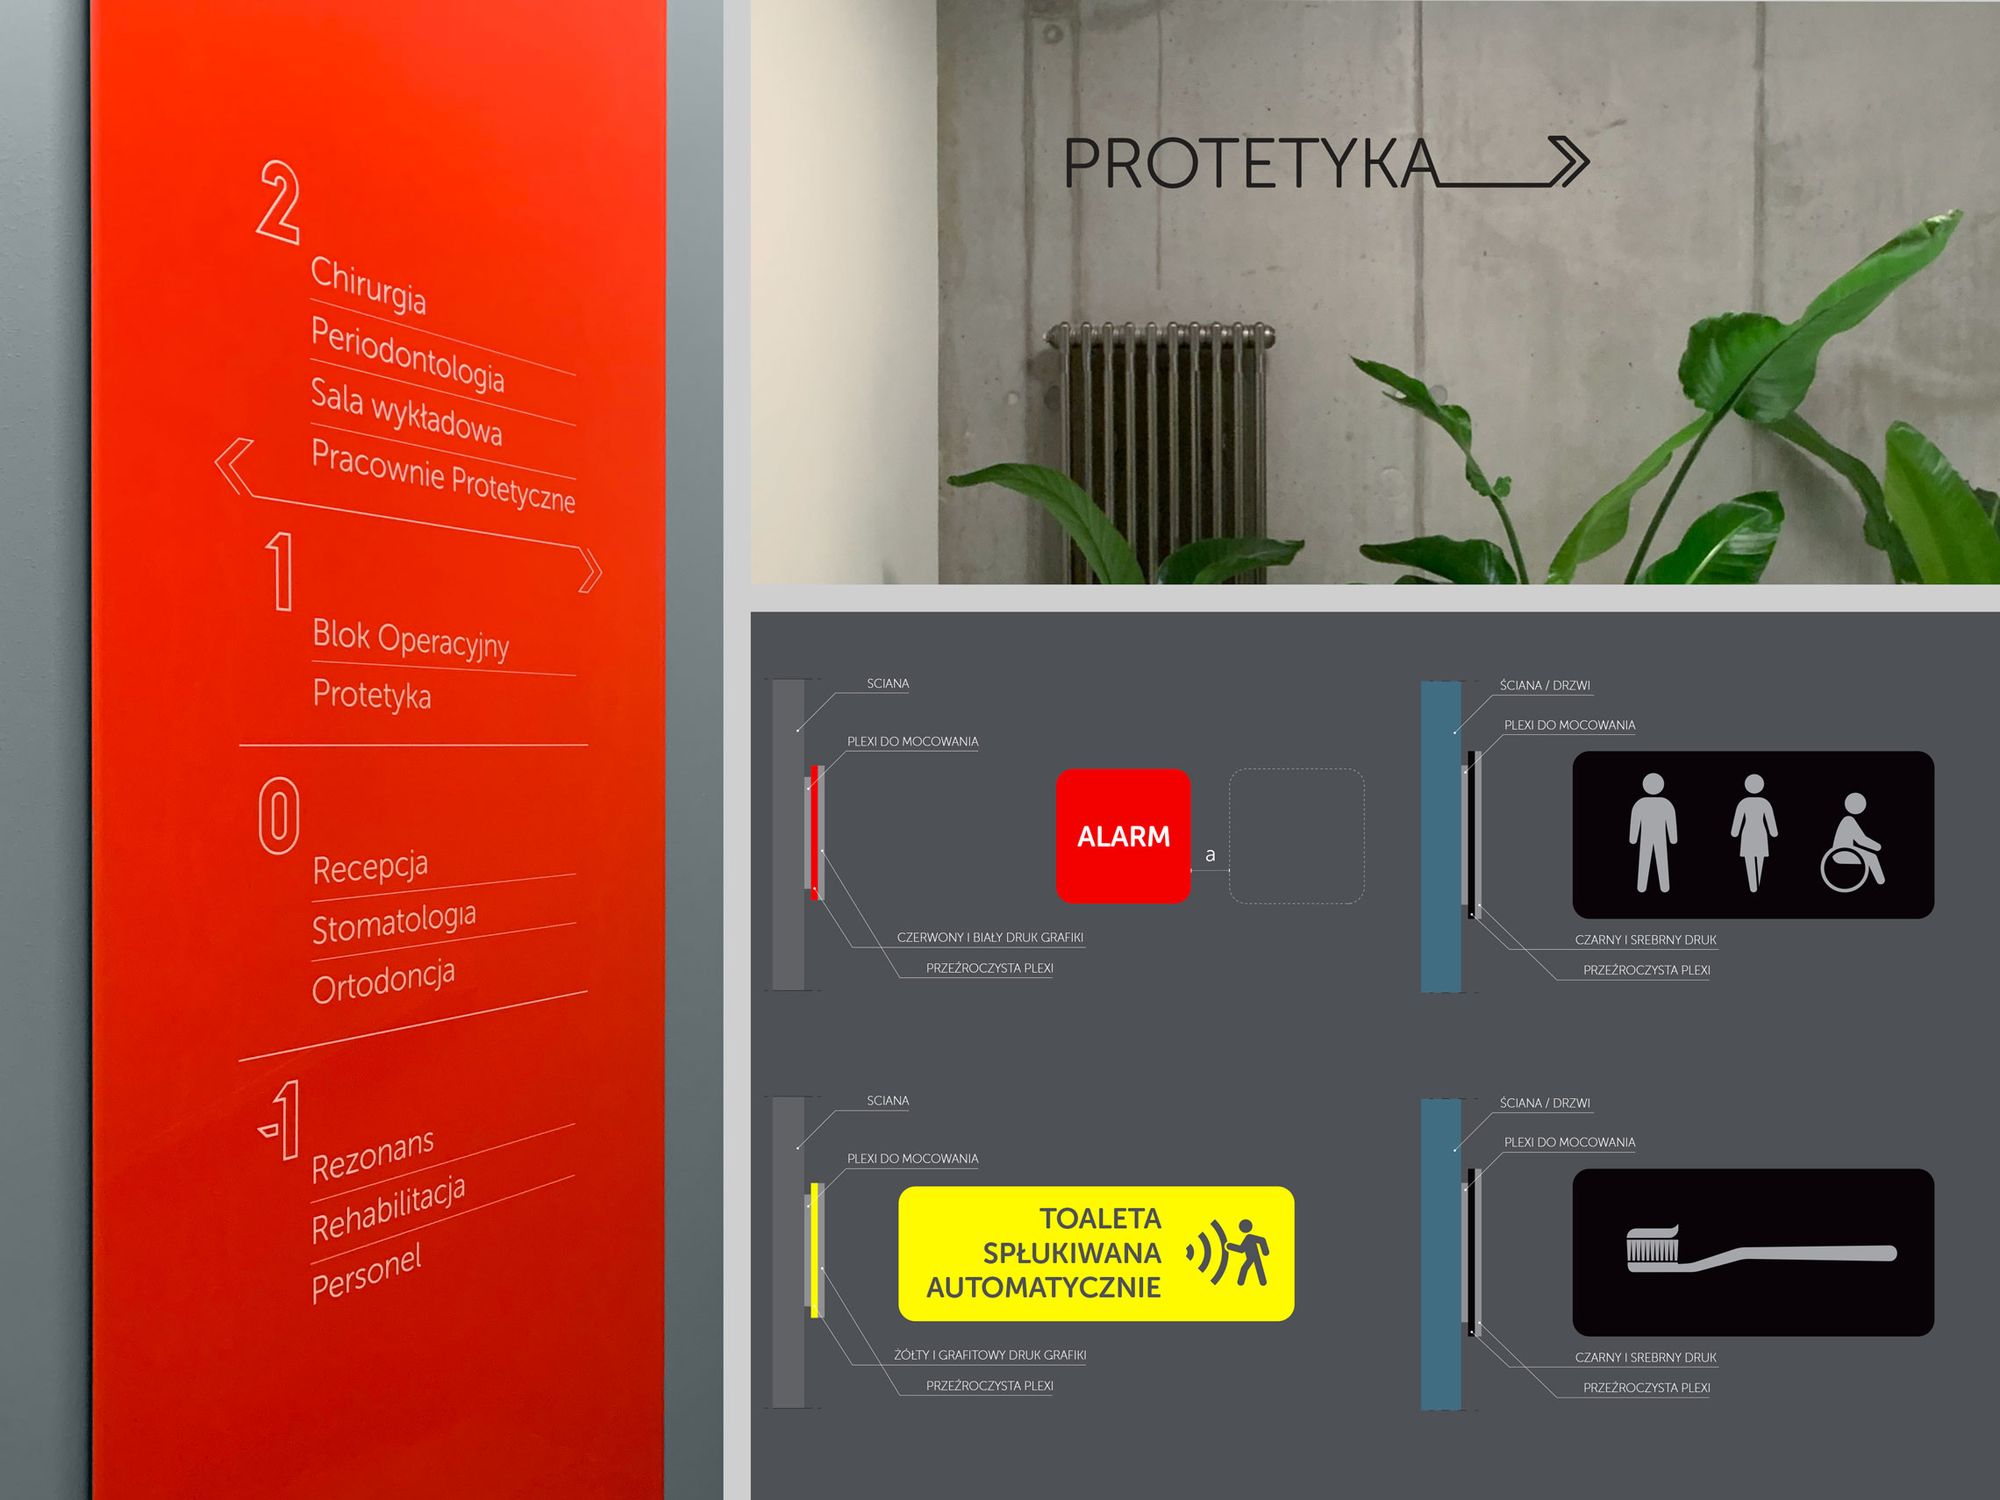 2
Chirurgia
Periodontologia
Sala wykładowa
Pracownie Protetyczne
1
Blok Operacyjny
Protetyka
0
Recepcja
Stomatologıa
Ortodoncja
-1
Rezonans
Rehabilitacja
Personel
PROTETYKA
SCIANA
PLEXI DO MOCOWANIA
ALARM
a
CZERWONY I BIAŁY DRUK GRAFIKI
PRZEŹROCZYSTA PLEXI
ŚCIANA / DRZWI
PLEXI DO MOCOWANIA
CZARNY I SREBRNY DRUK
PRZEŹROCZYSTA PLEXI
SCIANA
PLEXI DO MOCOWANIA
TOALETA
SPŁUKIWANA
AUTOMATYCZNIE
ŻÓŁTY I GRAFITOWY DRUK GRAFIKI
PRZEŹROCZYSTA PLEXI
ŚCIANA / DRZWI
PLEXI DO MOCOWANIA
CZARNY I SREBRNY DRUK
PRZEŹROCZYSTA PLEXI